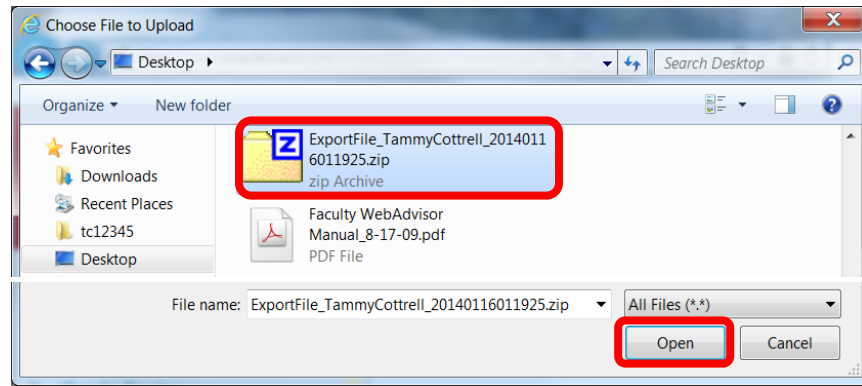 Choose File to Upload
Desktop
Search Desktop
Organize
New folder
Favorites
Downloads
Recent Places
tc12345
Desktop
Z
ExportFile_TammyCottrell_2014011
6011925.zip
zip Archive
Faculty WebAdvisor
Manual_8-17-09.pdf
PDF File
File name:
ExportFile_TammyCottrell_20140116011925.zip
All Files (*.*)
Open
Cancel